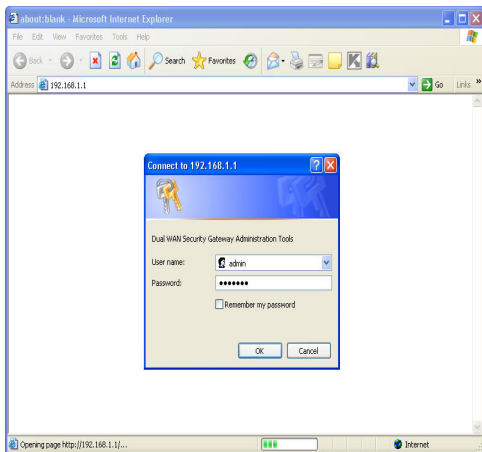 about:blank - Microsoft Internet Explorer
File Edit View Favorites Tools Help
Back Search Favorites
Address 192.168.1.1 Go Links »
Connect to 192.168.1.1
Dual WAN Security Gateway Administration Tools
User name: admin
Password: •••••••
Remember my password
OK Cancel
Opening page http://192.168.1.1/... Internet